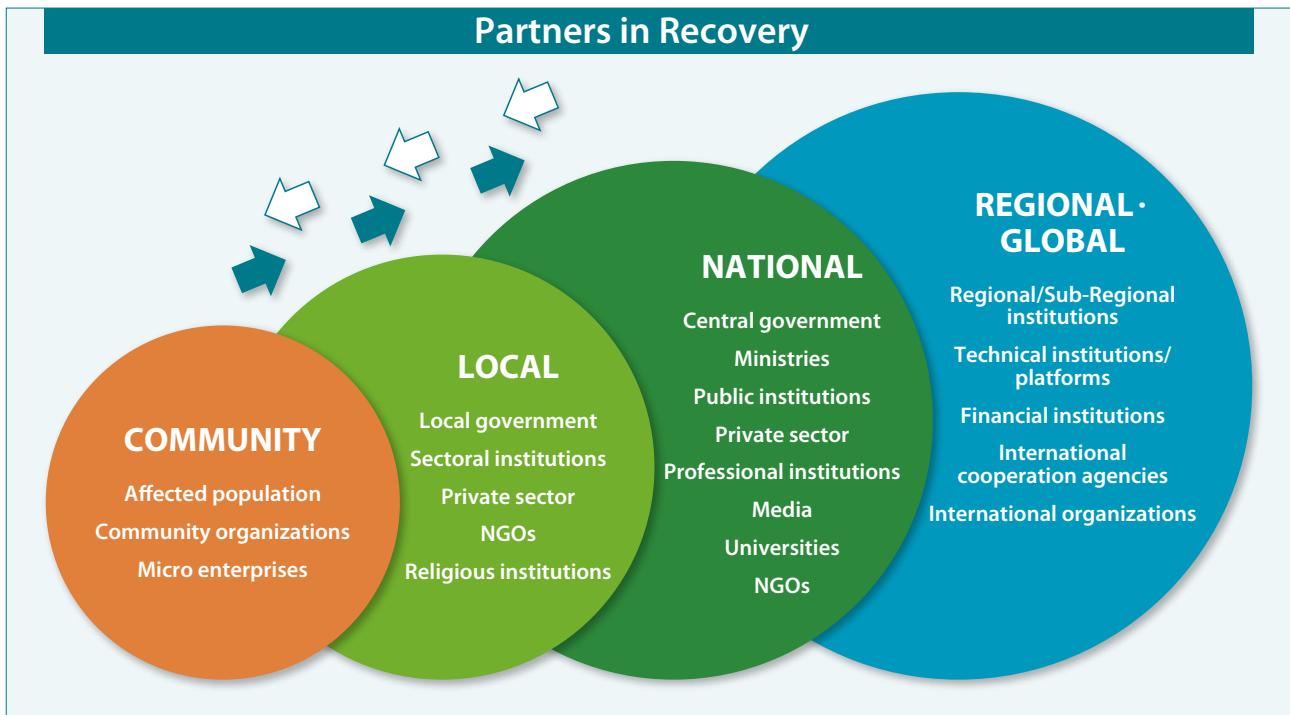 Partners in Recovery
COMMUNITY
Affected population
Community organizations
Micro enterprises
LOCAL
Local government
Sectoral institutions
Private sector
NGOs
Religious institutions
NATIONAL
Central government
Ministries
Public institutions
Private sector
Professional institutions
Media
Universities
NGOs
REGIONAL·
GLOBAL
Regional/Sub-Regional
institutions
Technical institutions/
platforms
Financial institutions
International
cooperation agencies
International organizations